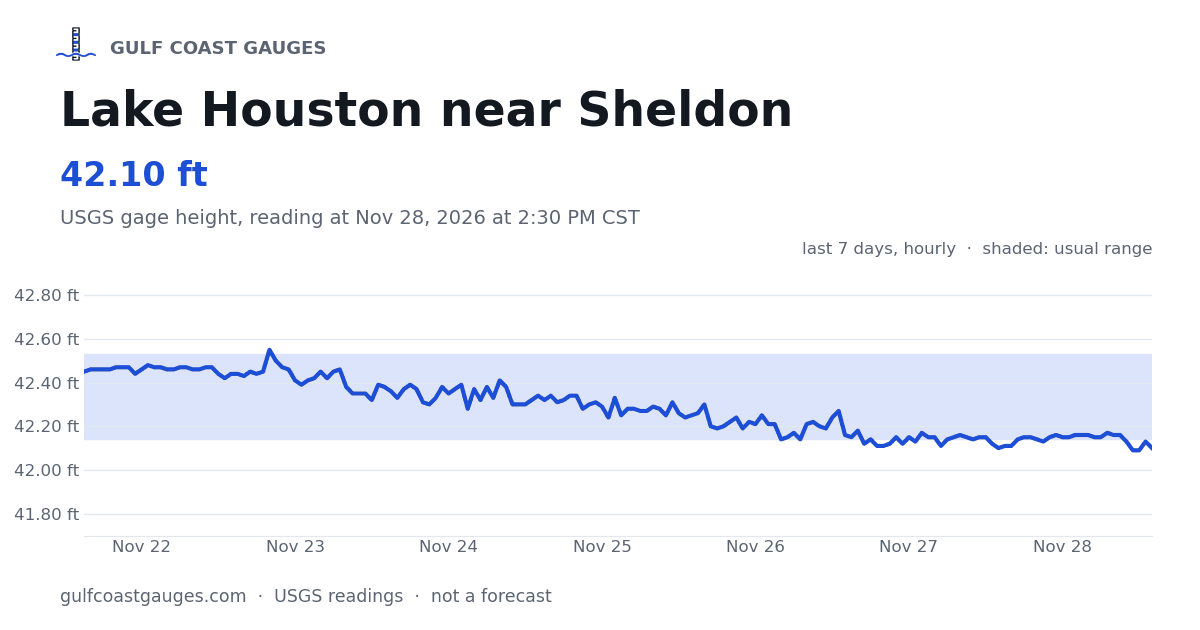 GULF COAST GAUGES
Lake Houston near Sheldon
42.10 ft
USGS gage height, reading at Nov 28, 2026 at 2:30 PM CST
last 7 days, hourly · shaded: usual range
42.80 ft
42.60 ft
42.40 ft
42.20 ft
42.00 ft
41.80 ft
Nov 22 Nov 23 Nov 24 Nov 25 Nov 26 Nov 27 Nov 28
gulfcoastgauges.com · USGS readings · not a forecast